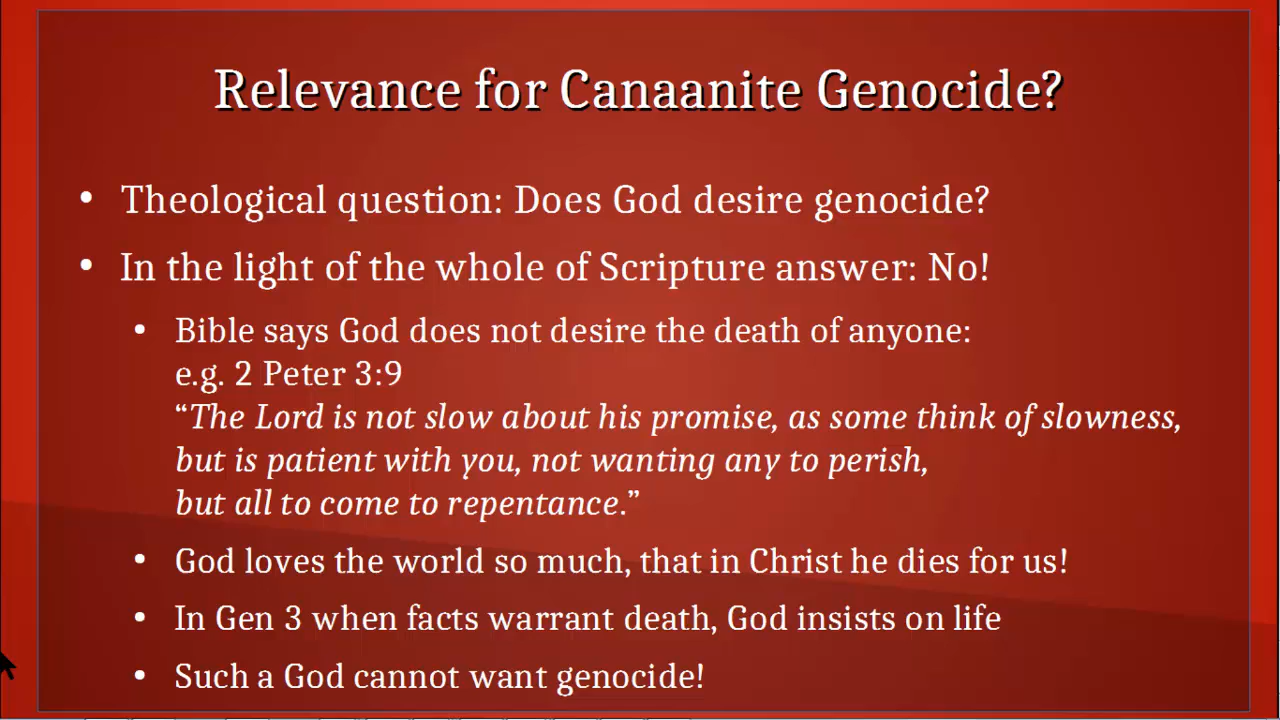 Relevance for Canaanite Genocide?
• Theological question: Does God desire genocide?
• In the light of the whole of Scripture answer: No!
• Bible says God does not desire the death of anyone:
e.g. 2 Peter 3:9
“The Lord is not slow about his promise, as some think of slowness,
but is patient with you, not wanting any to perish,
but all to come to repentance.”
• God loves the world so much, that in Christ he dies for us!
• In Gen 3 when facts warrant death, God insists on life
• Such a God cannot want genocide!